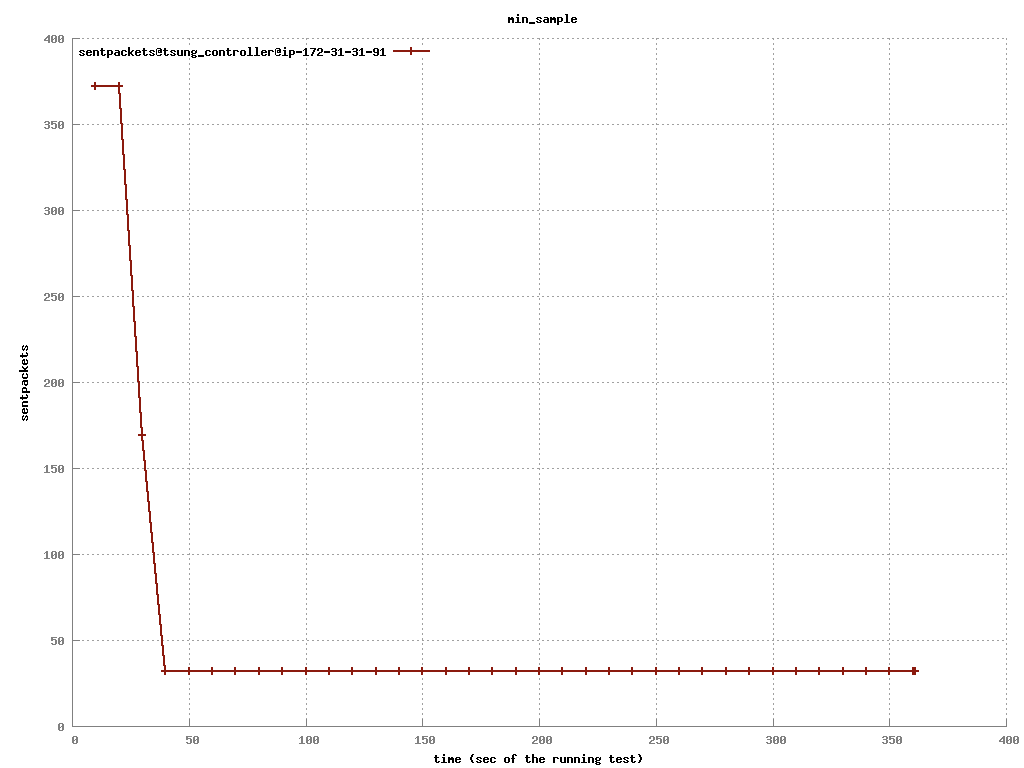 min_sample
sentpackets@tsung_controller@ip-172-31-31-91
400
350
300
250
200
150
100
50
0
sentpackets
0 50 100 150 200 250 300 350 400
time (sec of the running test)